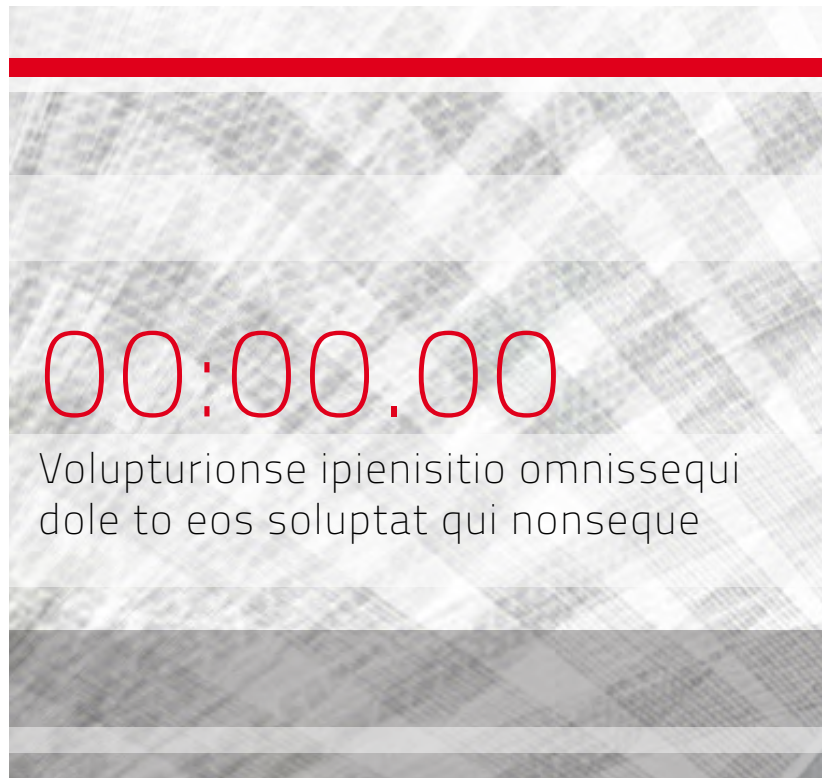 00:00.00
Volupturionse ipienisitio omnissequi
dole to eos soluptat qui nonseque